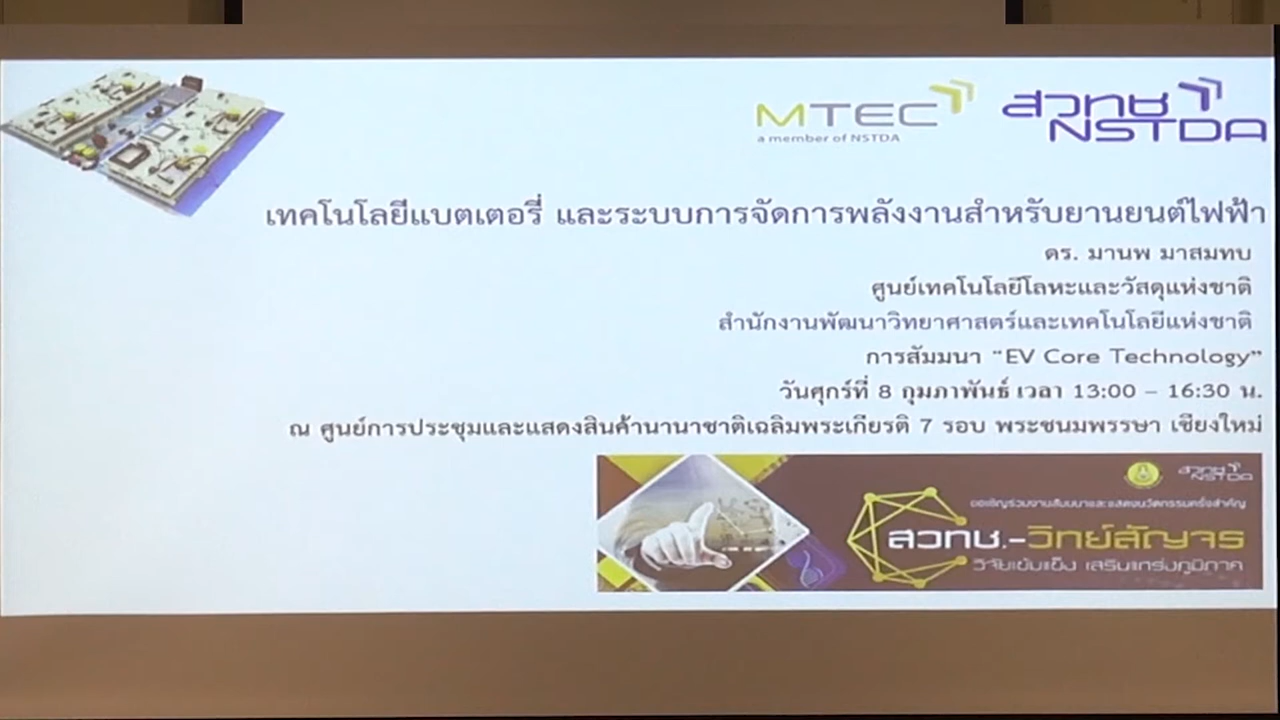 MTEC
a member of NSTDA
สวทช
NSTDA
เทคโนโลยีแบตเตอรี่ และระบบการจัดการพลังงานสำหรับยานยนต์ไฟฟ้า
ดร. มานพ มาสมทบ
ศูนย์เทคโนโลยีโลหะและวัสดุแห่งชาติ
สำนักงานพัฒนาวิทยาศาสตร์และเทคโนโลยีแห่งชาติ
การสัมมนา “EV Core Technology”
วันศุกร์ที่ 8 กุมภาพันธ์ เวลา 13:00 – 16:30 น.
ณ ศูนย์การประชุมและแสดงสินค้านานาชาติเฉลิมพระเกียรติ 7 รอบ พระชนมพรรษา เชียงใหม่
สวทช
NSTDA
ขอเชิญร่วมงานสัมมนาและแสดงนวัตกรรมครั้งสำคัญ
สวทช.-วิทย์สัญจร
วิจัยเข้มแข็ง เสริมแกร่งภูมิภาค